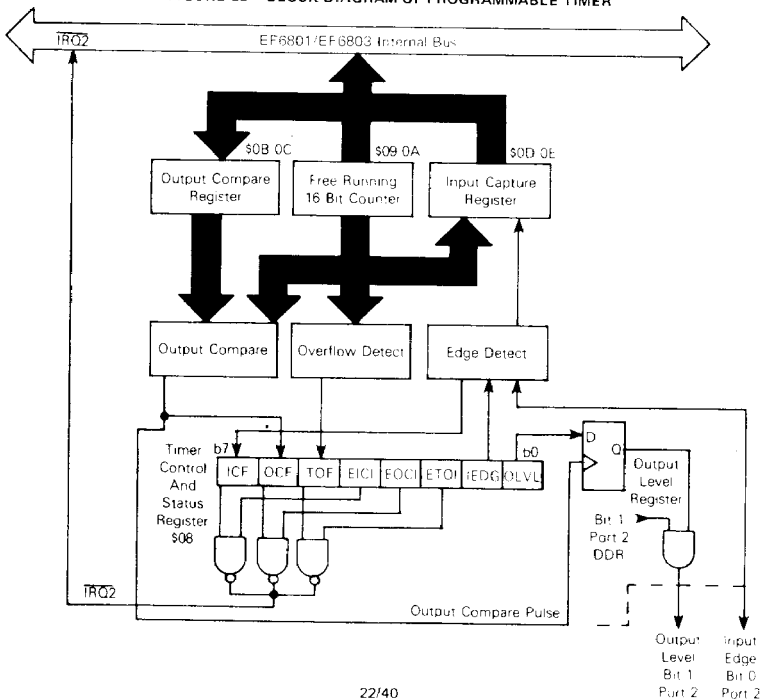 BLOCK DIAGRAM OF PROGRAMMABLE TIMER
IRQ2
EF6801/EF6803 Internal Bus
$0B 0C
$09 0A
$0D 0E
Output Compare
Register
Free Running
16 Bit Counter
Input Capture
Register
Output Compare
Overflow Detect
Edge Detect
Timer
Control
And
Status
Register
$08
b7
b0
ICF
OCF
TOF
EICI
EOCI
ETOI
IEDG
OLVL
D
Q
Output
Level
Register
Bit 1
Port 2
DDR
IRQ2
Output Compare Pulse
Output
Level
Bit 1
Port 2
Input
Edge
Bit 0
Port 2
22/40